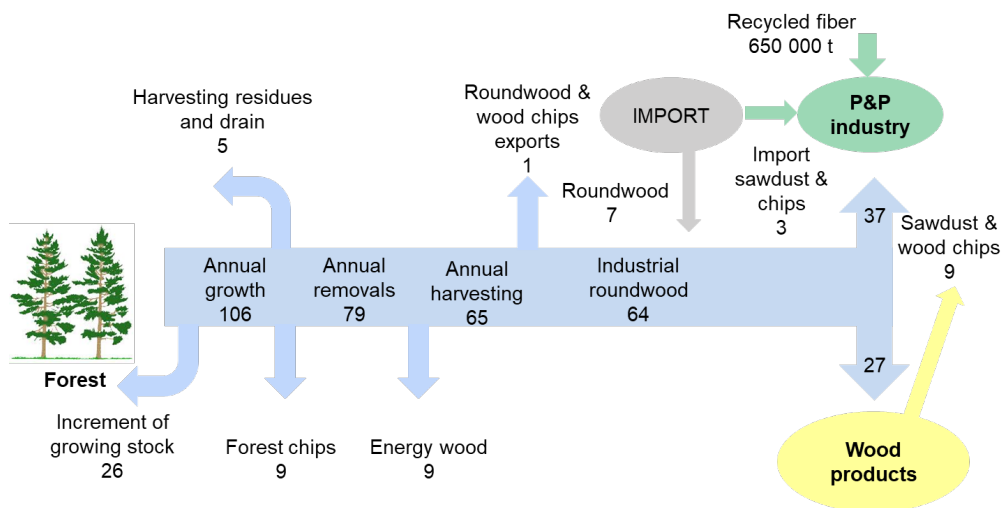 Recycled fiber
650 000 t
Harvesting residues
and drain
5
Roundwood &
wood chips
exports
1
IMPORT
P&P
industry
Roundwood
7
Import
sawdust &
chips
3
37
Sawdust &
wood chips
9
Annual
growth
106
Annual
removals
79
Annual
harvesting
65
Industrial
roundwood
64
Forest
27
Increment of
growing stock
26
Forest chips
9
Energy wood
9
Wood
products